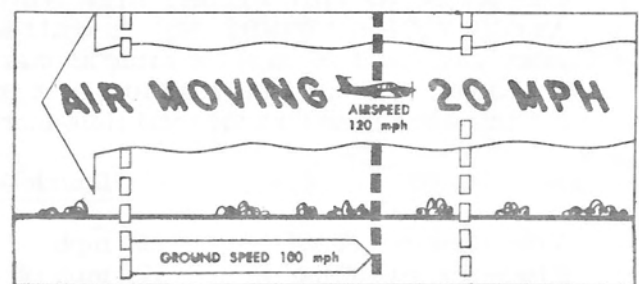 AIR MOVING 20 MPH
AIRSPEED
120 mph
GROUND SPEED 100 mph